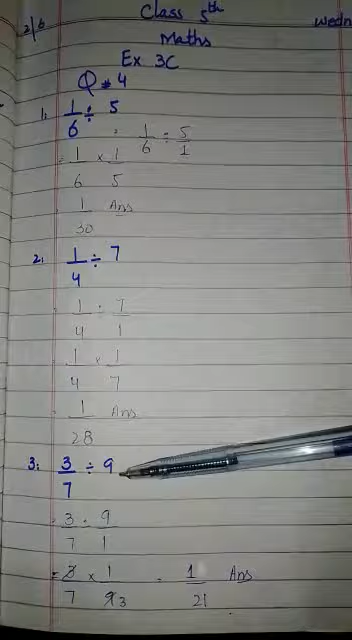 Class 5th
2/6 Wedn
Maths
Ex 3C
Q # 4
1: 1/6 ÷ 5
= 1/6 ÷ 5/1
= 1/6 × 1/5
1/30 Ans
2: 1/4 ÷ 7
= 1/4 ÷ 7/1
= 1/4 × 1/7
= 1/28 Ans
3: 3/7 ÷ 9
= 3/7 ÷ 9/1
= 3/7 × 1/9 3 = 1/21 Ans